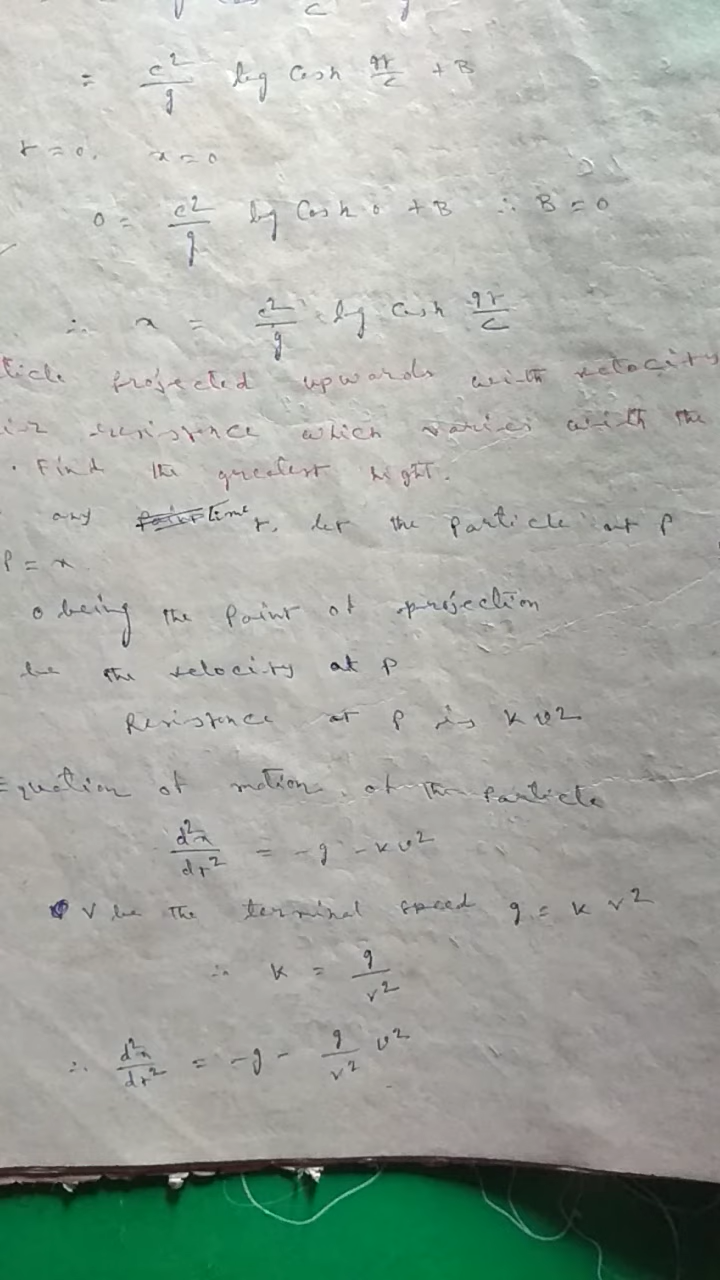 = c²/g log Cosh gt/c + B
t = 0, x = 0
0 = c²/g log Cosh 0 + B ∴ B = 0
∴ x = c²/g log Cosh gt/c
ticle projected upwards with velocity
resistance which varies with the
. Find the greatest hight.
any time t, let the particle at P
P = x
o being the point of projection
be the velocity at P
Resistance at P is kv²
Equation of motion of the particle
d²x/dt² = -g - kv²
V be the terminal speed g = k V²
∴ k = g/V²
∴ d²x/dt² = -g - g/V² v²